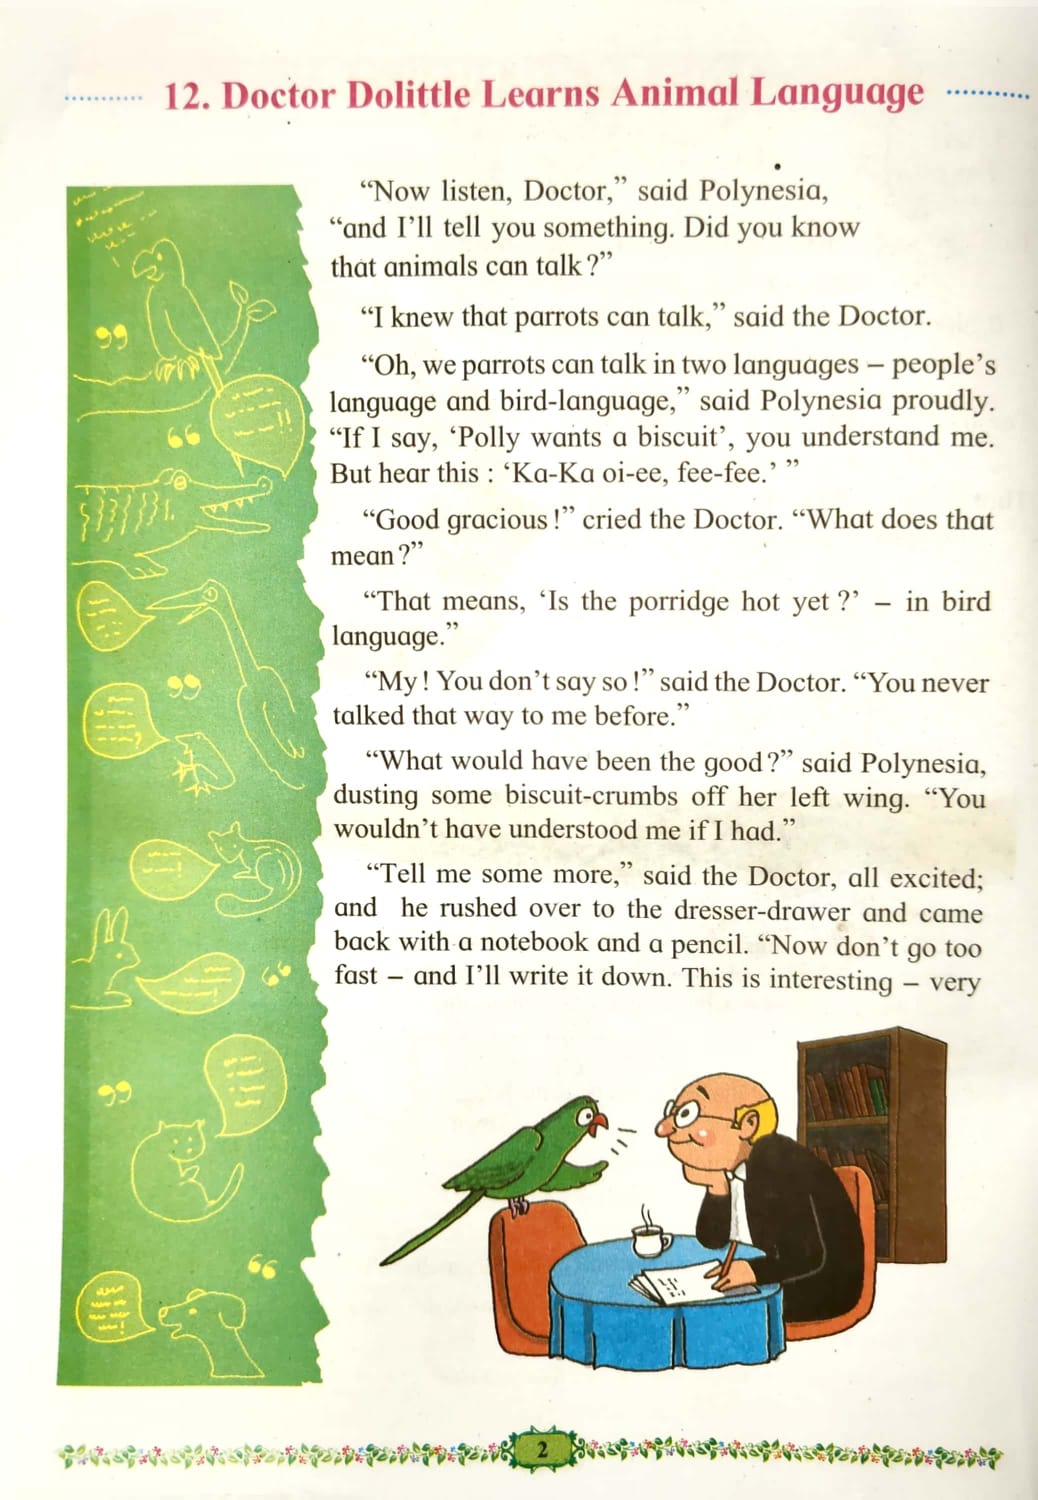 12. Doctor Dolittle Learns Animal Language
“Now listen, Doctor,” said Polynesia,
“and I’ll tell you something. Did you know
that animals can talk?”
“I knew that parrots can talk,” said the Doctor.
“Oh, we parrots can talk in two languages – people’s
language and bird-language,” said Polynesia proudly.
“If I say, ‘Polly wants a biscuit’, you understand me.
But hear this : ‘Ka-Ka oi-ee, fee-fee.’ ”
“Good gracious !” cried the Doctor. “What does that
mean ?”
“That means, ‘Is the porridge hot yet ?’ – in bird
language.”
“My ! You don’t say so !” said the Doctor. “You never
talked that way to me before.”
“What would have been the good ?” said Polynesia,
dusting some biscuit-crumbs off her left wing. “You
wouldn’t have understood me if I had.”
“Tell me some more,” said the Doctor, all excited;
and he rushed over to the dresser-drawer and came
back with a notebook and a pencil. “Now don’t go too
fast – and I’ll write it down. This is interesting – very
2